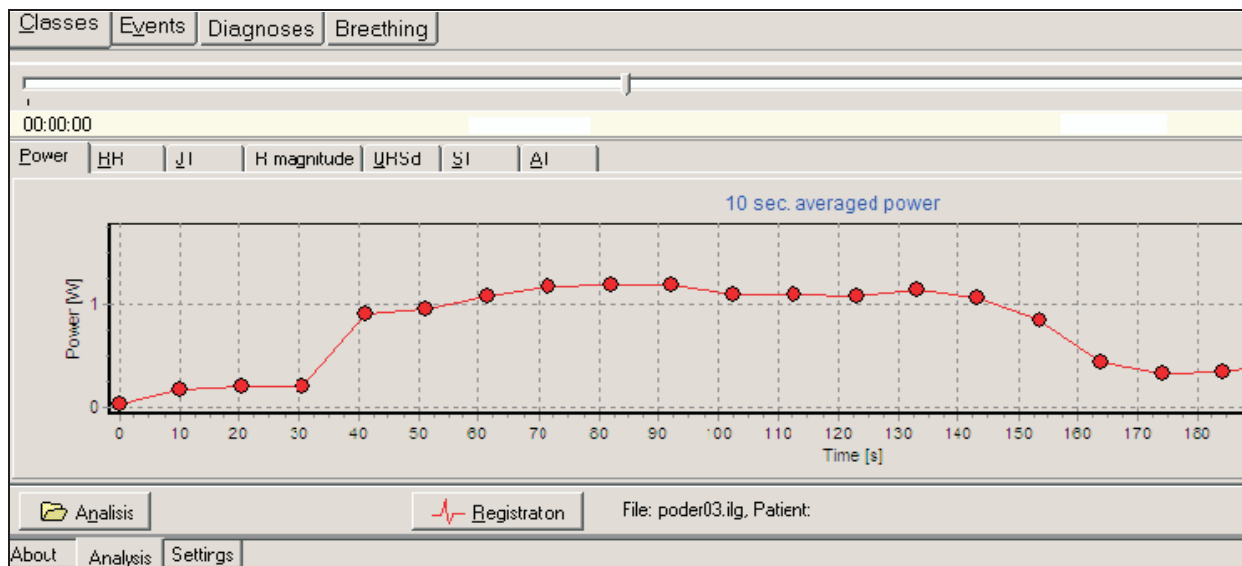 Classes Events Diagnoses Breething
00:00:00
Power RR JT R magnitude QRSd ST AT
10 sec. averaged power
Power [W]
1
0
0 10 20 30 40 50 60 70 80 90 100 110 120 130 140 150 160 170 180
Time [s]
Analisis Registraton File: poder03.ilg, Patient:
About Analysis Settirgs